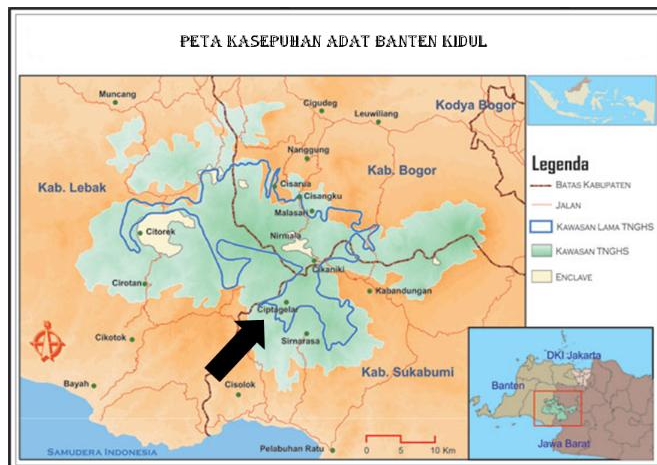 PETA KASEPUHAN ADAT BANTEN KIDUL
Muncang
Cigudeg
Leuwiliang
Kodya Bogor
Nanggung
Kab. Bogor
Kab. Lebak
Cisarua
Cisangku
Malasari
Citorek
Nirmala
Cikaniki
Cirotan
Kabandungan
Ciptagelar
Cikotok
Sirnarasa
Kab. Sukabumi
Bayah
Cisolok
SAMUDERA INDONESIA
Pelabuhan Ratu
0 5 10 Km
Legenda
BATAS KABUPATEN
JALAN
KAWASAN LAMA TNGHS
KAWASAN TNGHS
ENCLAVE
DKI Jakarta
Banten
Jawa Barat